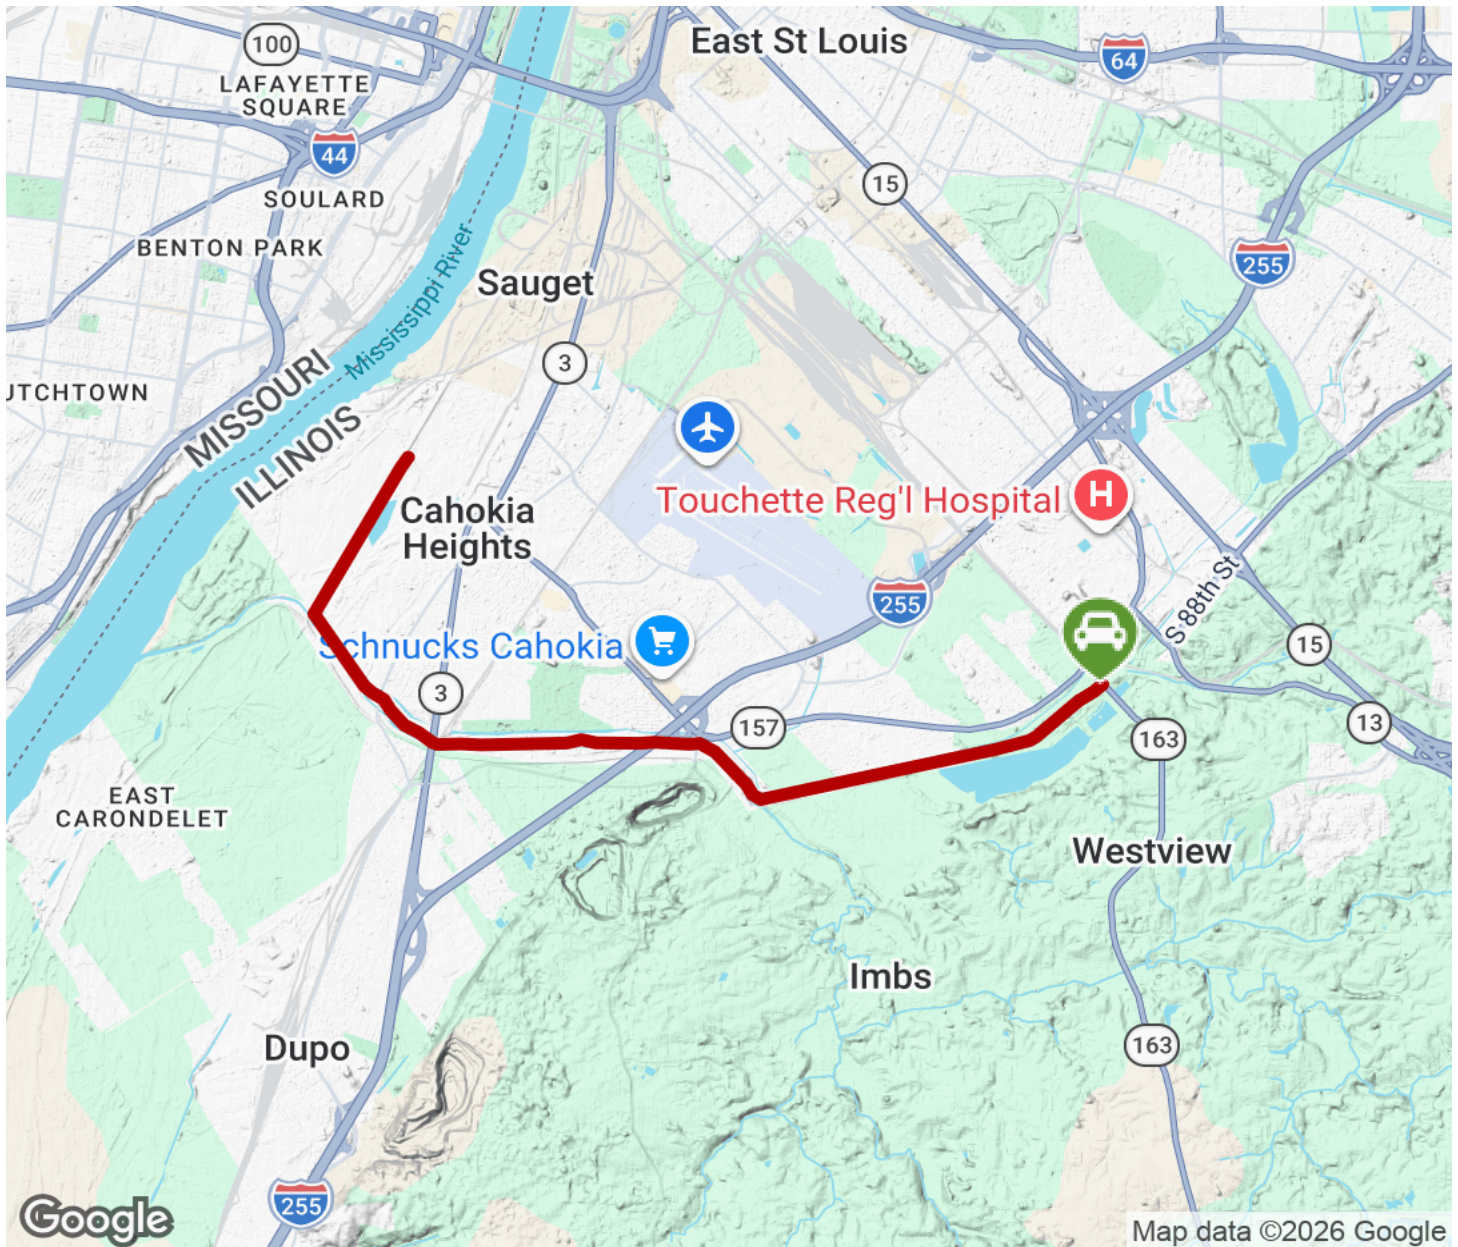 East St Louis
100
64
LAFAYETTE
SQUARE
44
15
SOULARD
BENTON PARK
255
Mississippi River
Sauget
3
UTCHTOWN
MISSOURI
ILLINOIS
Touchette Reg'l Hospital
H
Cahokia
Heights
255
S 88th St
Schnucks Cahokia
15
3
157
13
163
EAST
CARONDELET
Westview
Imbs
Dupo
163
255
Google
Map data ©2026 Google